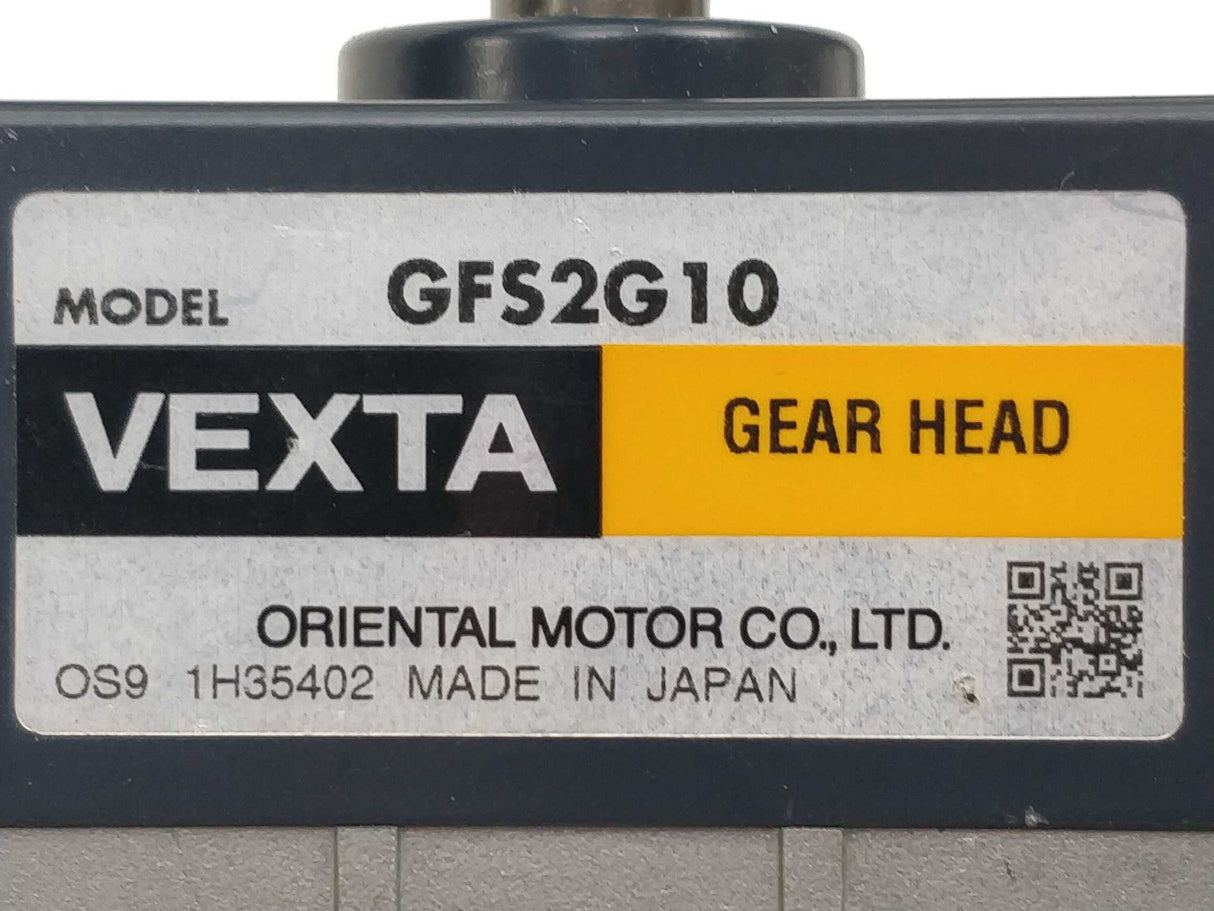 MODEL GFS2G10
VEXTA GEAR HEAD
ORIENTAL MOTOR CO., LTD.
OS9 1H35402 MADE IN JAPAN